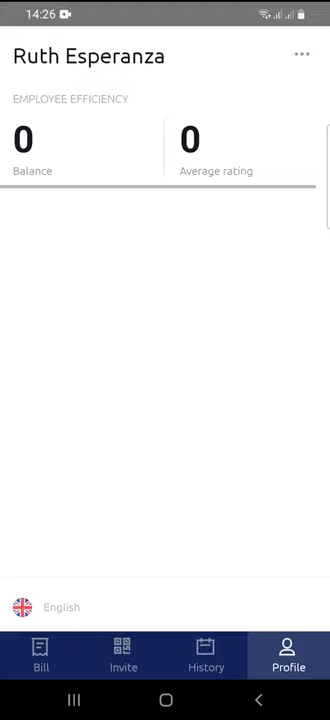 14:26
Ruth Esperanza
EMPLOYEE EFFICIENCY
0 0
Balance Average rating
English
Bill Invite History Profile